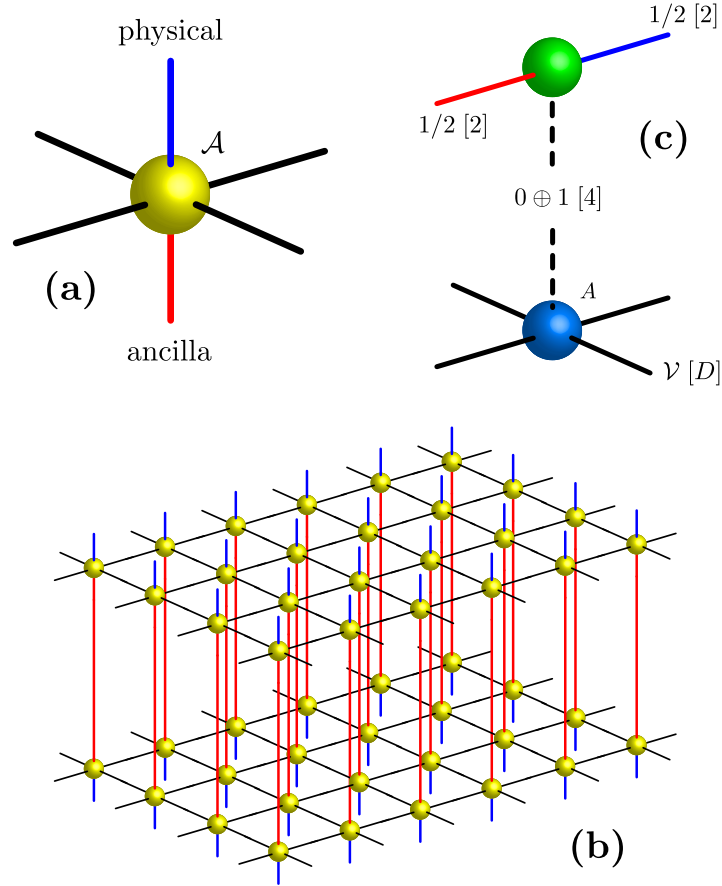 physical
𝒜
(a)
ancilla
1/2 [2]
1/2 [2]
(c)
0 ⊕ 1 [4]
A
𝒱 [D]
(b)